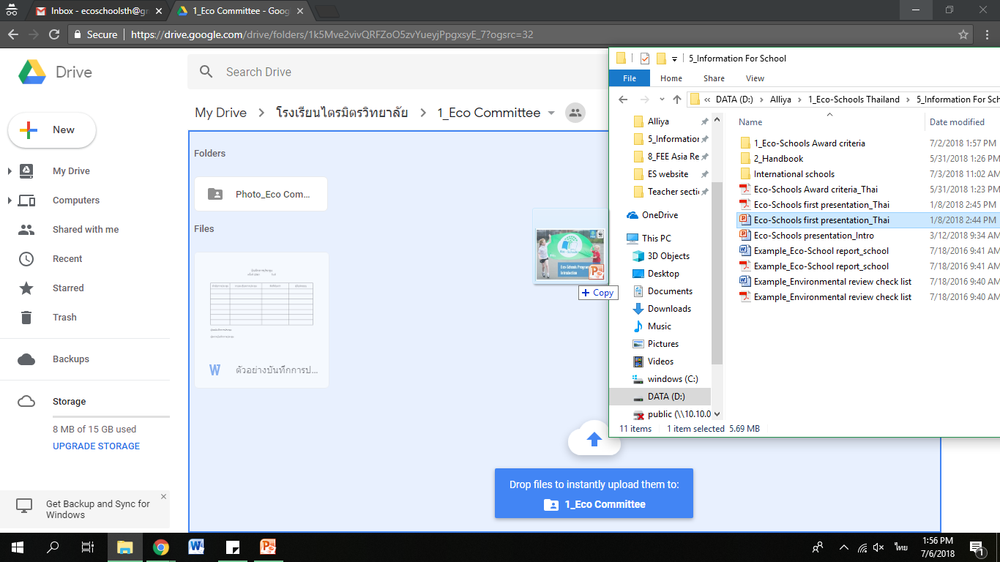 Inbox - ecoschoolsth@gm
1_Eco Committee - Goog
Secure
https://drive.google.com/drive/folders/1k5Mve2vivQRFZoO5zvYueyjPpgxsyE_7?ogsrc=32
Drive
Search Drive
New
My Drive
Computers
Shared with me
Recent
Starred
Trash
Backups
Storage
8 MB of 15 GB used
UPGRADE STORAGE
Get Backup and Sync for
Windows
My Drive > โรงเรียนไตรมิตรวิทยาลัย > 1_Eco Committee
Folders
Photo_Eco Com...
Files
W ตัวอย่างบันทึกการป...
Eco-Schools
Introduction
Copy
Drop files to instantly upload them to:
1_Eco Committee
5_Information For School
File Home Share View
« DATA (D:) > Alliya > 1_Eco-Schools Thailand > 5_Information For Sch
Alliya
5_Information
8_FEE Asia Re
ES website
Teacher secti
OneDrive
This PC
3D Objects
Desktop
Documents
Downloads
Music
Pictures
Videos
windows (C:)
DATA (D:)
public (\\10.10.0
Name Date modified
1_Eco-Schools Award criteria 7/2/2018 1:57 PM
2_Handbook 5/31/2018 1:26 PM
International schools 7/3/2018 11:02 AM
Eco-Schools Award criteria_Thai 5/31/2018 1:23 PM
Eco-Schools first presentation_Thai 1/8/2018 2:45 PM
Eco-Schools first presentation_Thai 1/8/2018 2:44 PM
Eco-Schools presentation_Intro 3/12/2018 9:34 AM
Example_Eco-School report_school 7/18/2016 9:41 AM
Example_Eco-School report_school 7/18/2016 9:41 AM
Example_Environmental review check list 7/18/2016 9:40 AM
Example_Environmental review check list 7/18/2016 9:40 AM
11 items 1 item selected 5.69 MB
ไทย
1:56 PM
7/6/2018
1